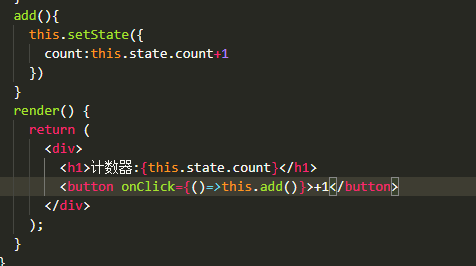 }
add(){
this.setState({
count:this.state.count+1
})
}
render() {
return (
<div>
<h1>计数器:{this.state.count}</h1>
<button onClick={()=>this.add()}>+1</button>
</div>
);
}
}